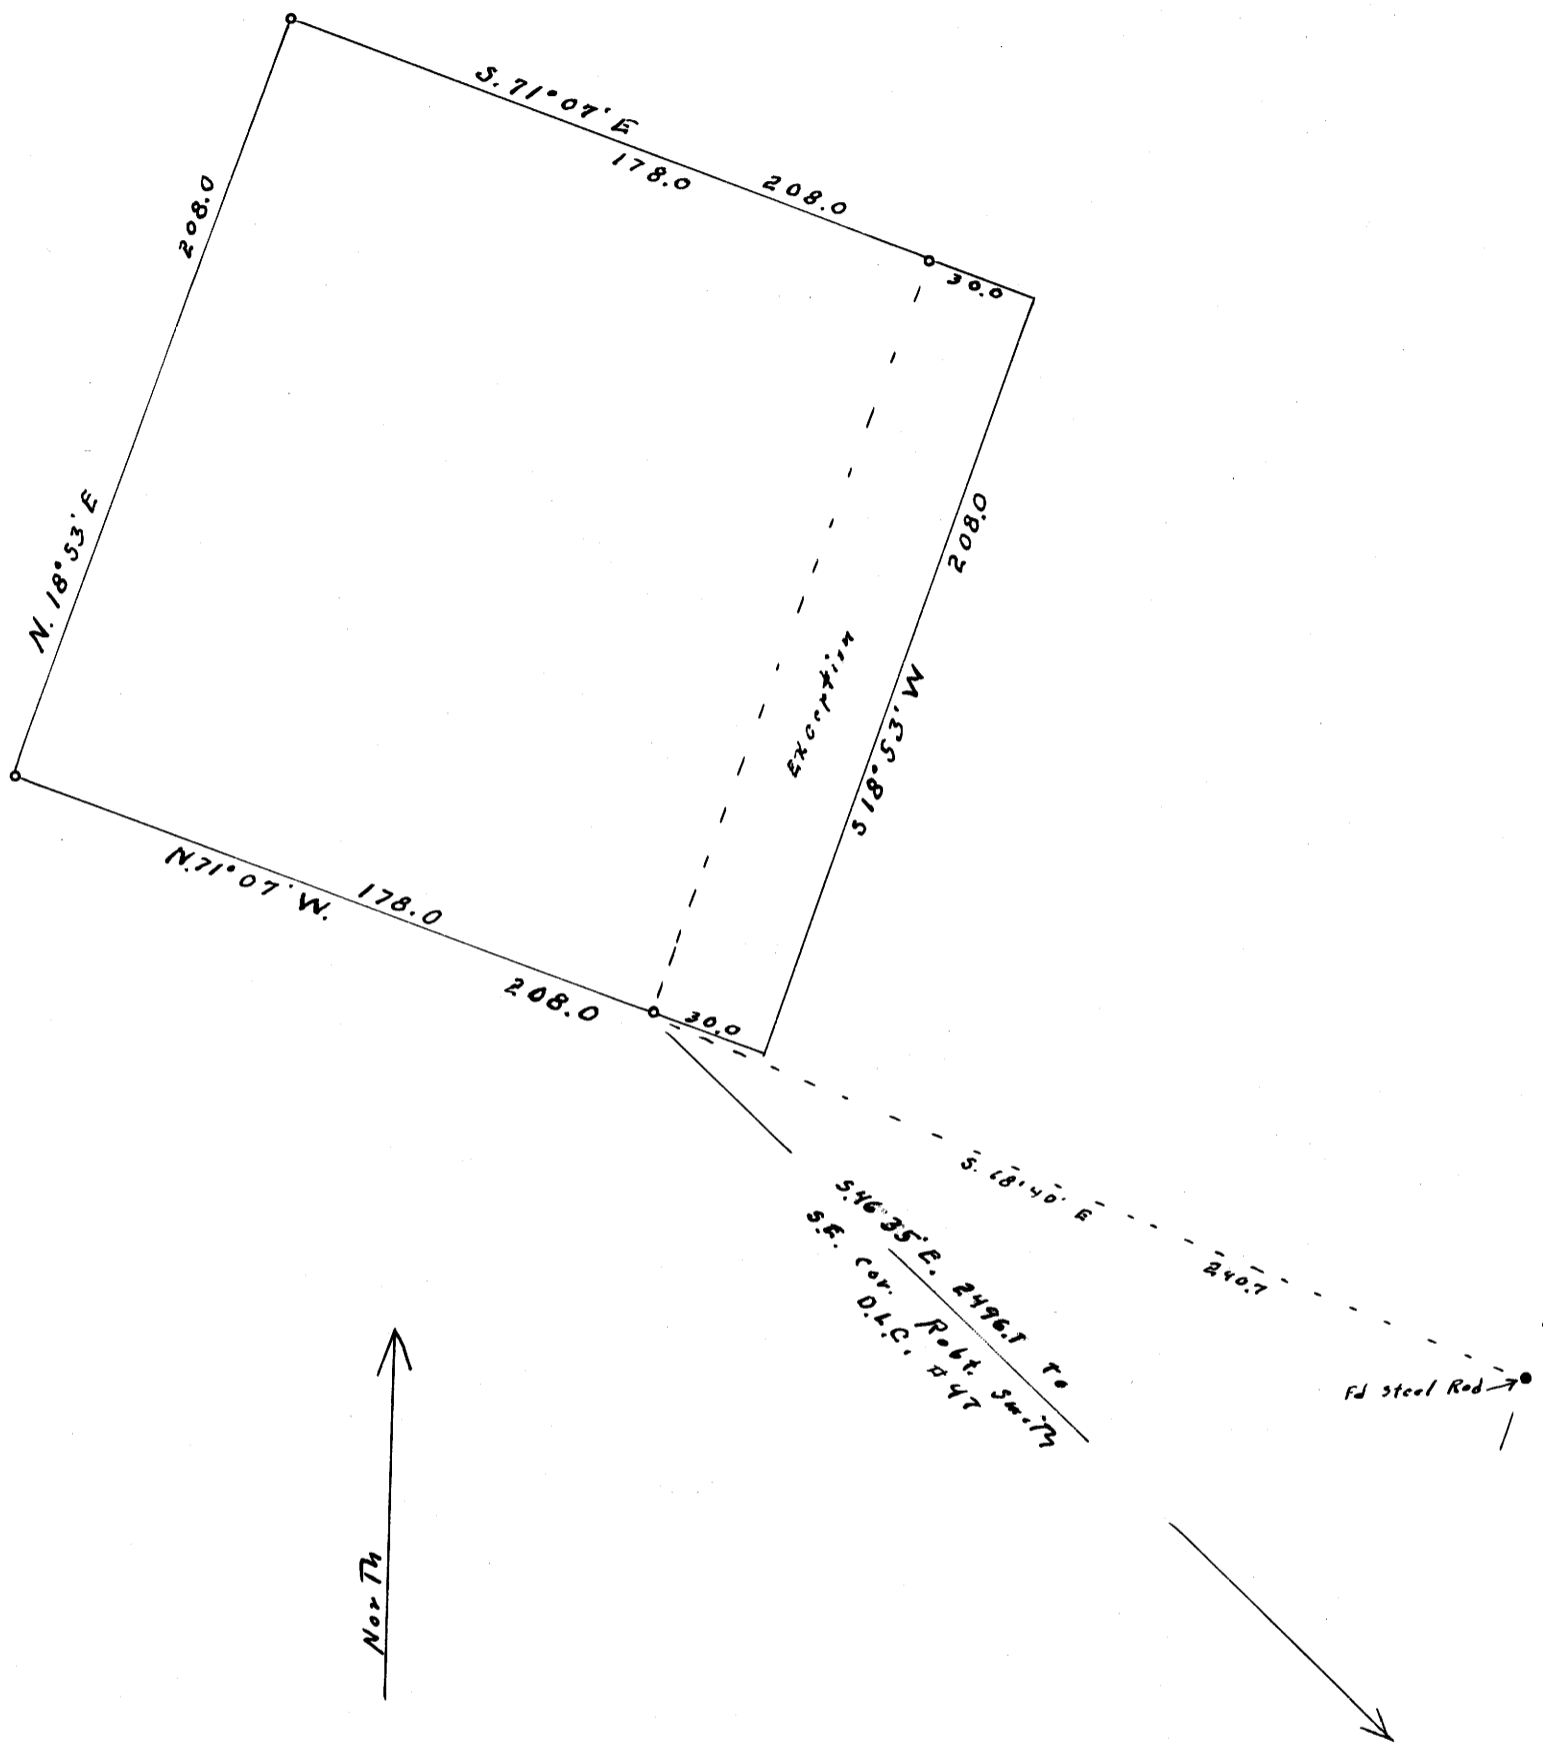 S. 71°07' E
178.0
208.0
30.0
208.0
N. 18°53' E
208.0
S 18°53' W
Exception
N. 71°07' W.
178.0
208.0
30.0
S. 68°40' E
240.7
Fd Steel Rod
S. 46°35' E. 2496.1 To
S.E. cor. Robt. Smith
D.L.C. #47
North